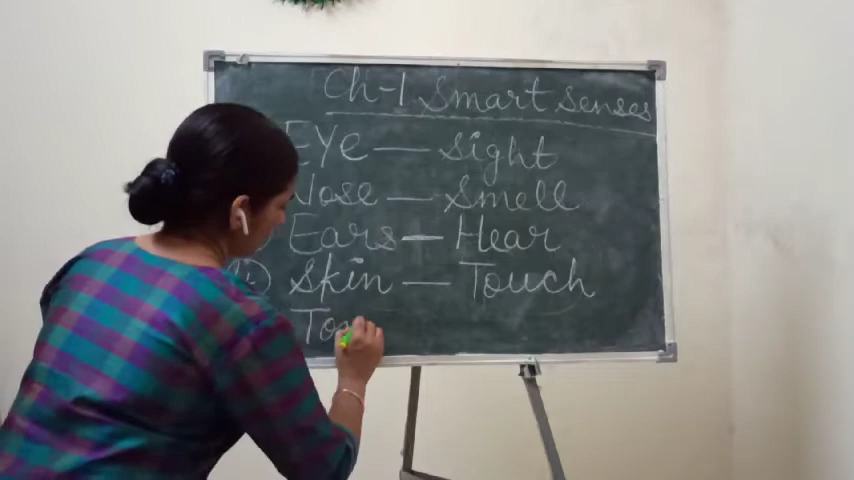 Ch-1 Smart Senses
Eye — Sight
Nose — Smell
Ears — Hear
Skin — Touch
To